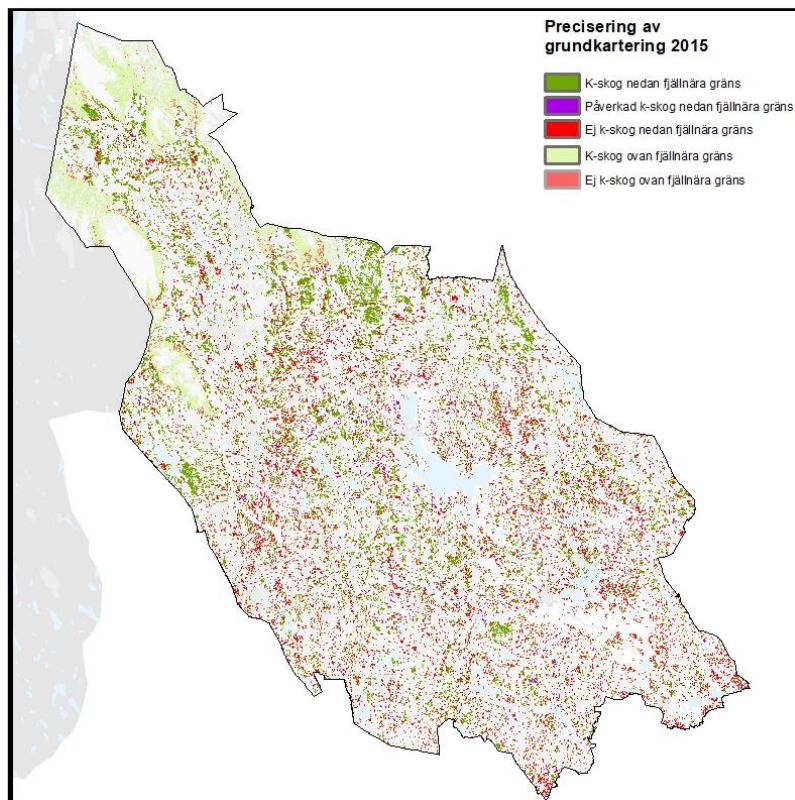 Precisering av
grundkartering 2015
K-skog nedan fjällnära gräns
Påverkad k-skog nedan fjällnära gräns
Ej k-skog nedan fjällnära gräns
K-skog ovan fjällnära gräns
Ej k-skog ovan fjällnära gräns